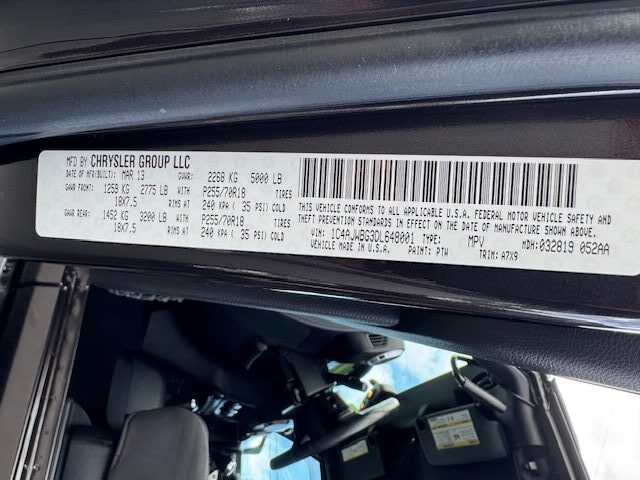 MFD BY CHRYSLER GROUP LLC
DATE OF MFR(BUILT): MAR 13 GVWR: 2268 KG 5000 LB
GAWR FRONT: 1259 KG 2775 LB WITH P255/70R18 TIRES
18X7.5 240 KPA ( 35 PSI) COLD
GAWR REAR: 1452 KG 3200 LB WITH P255/70R18 TIRES
18X7.5 240 KPA ( 35 PSI) COLD
THIS VEHICLE CONFORMS TO ALL APPLICABLE U.S.A. FEDERAL MOTOR VEHICLE SAFETY AND
THEFT PREVENTION STANDARDS IN EFFECT ON THE DATE OF MANUFACTURE SHOWN ABOVE.
VIN: 1C4AJWBG3DL648001 TYPE: MPV MDH: 032819 052AA
VEHICLE MADE IN U.S.A. PAINT: PTW TRIM: A7X9